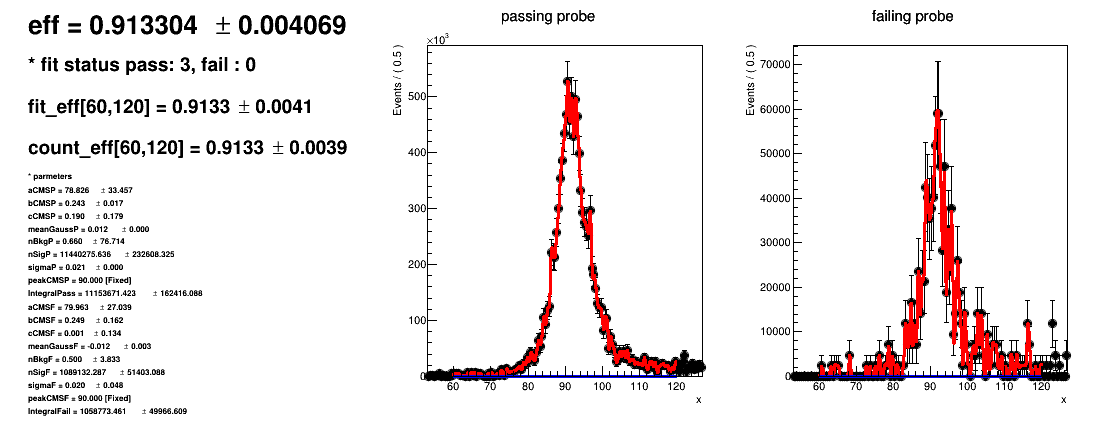 eff = 0.913304 ± 0.004069
* fit status pass: 3, fail : 0
fit_eff[60,120] = 0.9133 ± 0.0041
count_eff[60,120] = 0.9133 ± 0.0039
* parmeters
aCMSP = 78.826 ± 33.457
bCMSP = 0.243 ± 0.017
cCMSP = 0.190 ± 0.179
meanGaussP = 0.012 ± 0.000
nBkgP = 0.660 ± 76.714
nSigP = 11440275.636 ± 232608.325
sigmaP = 0.021 ± 0.000
peakCMSP = 90.000 [Fixed]
IntegralPass = 11153671.423 ± 162416.088
aCMSF = 79.963 ± 27.039
bCMSF = 0.249 ± 0.162
cCMSF = 0.001 ± 0.134
meanGaussF = -0.012 ± 0.003
nBkgF = 0.500 ± 3.833
nSigF = 1089132.287 ± 51403.088
sigmaF = 0.020 ± 0.048
peakCMSF = 90.000 [Fixed]
IntegralFail = 1058773.461 ± 49966.609
passing probe
×10³
Events / ( 0.5 )
500
400
300
200
100
0
60 70 80 90 100 110 120
x
failing probe
Events / ( 0.5 )
70000
60000
50000
40000
30000
20000
10000
0
60 70 80 90 100 110 120
x